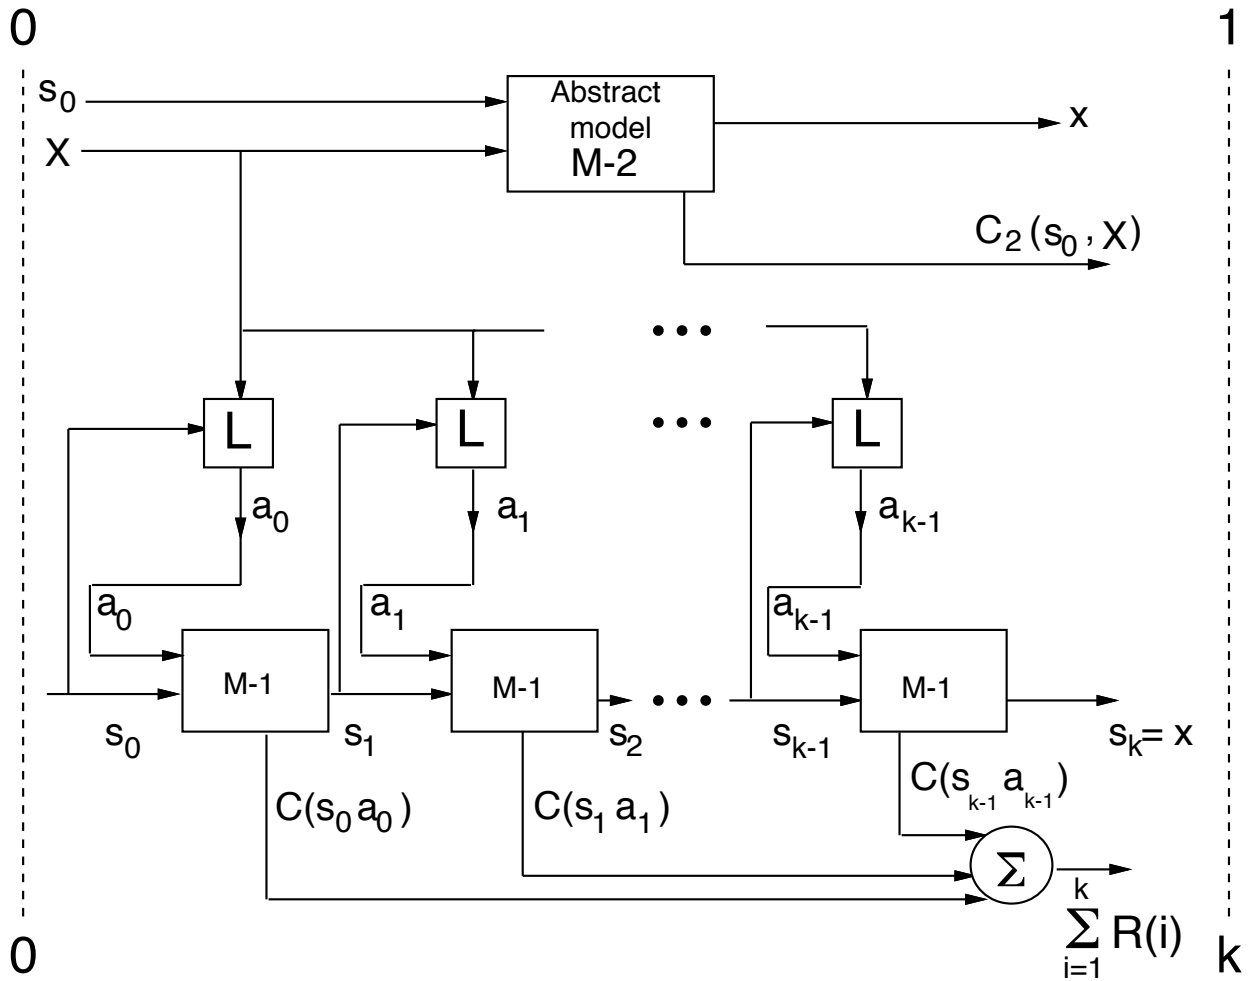 0 1
s0
Abstract
model
M-2
x
X
C2(s0, X)
••• 
L L ••• L
a0 a1 ak-1
a0 a1 ak-1
M-1 M-1 ••• M-1
s0 s1 s2 sk-1 sk= x
C(s0 a0) C(s1 a1) C(sk-1 ak-1)
Σ
k
Σ R(i)
i=1
0 k